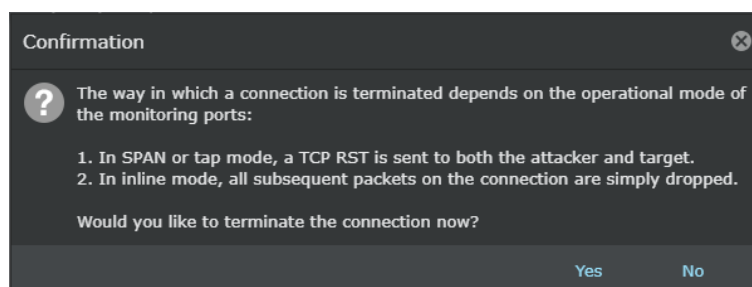 Confirmation
The way in which a connection is terminated depends on the operational mode of
the monitoring ports:
1. In SPAN or tap mode, a TCP RST is sent to both the attacker and target.
2. In inline mode, all subsequent packets on the connection are simply dropped.
Would you like to terminate the connection now?
Yes No